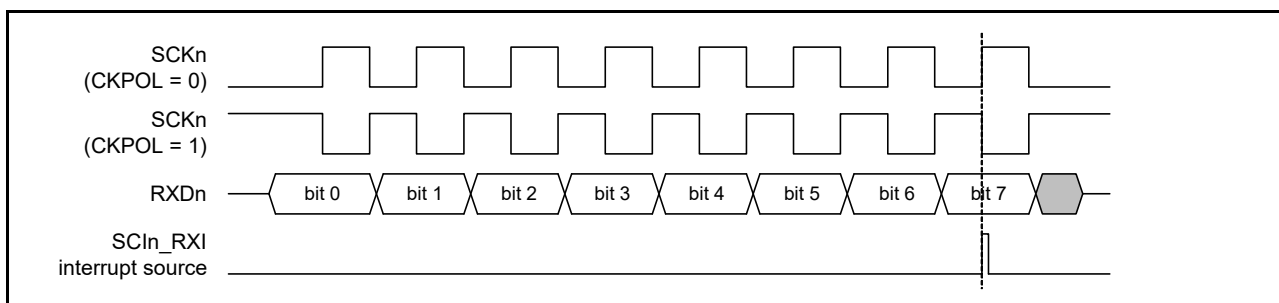 SCKn
(CKPOL = 0)
SCKn
(CKPOL = 1)
RXDn
bit 0 bit 1 bit 2 bit 3 bit 4 bit 5 bit 6 bit 7
SCIn_RXI
interrupt source